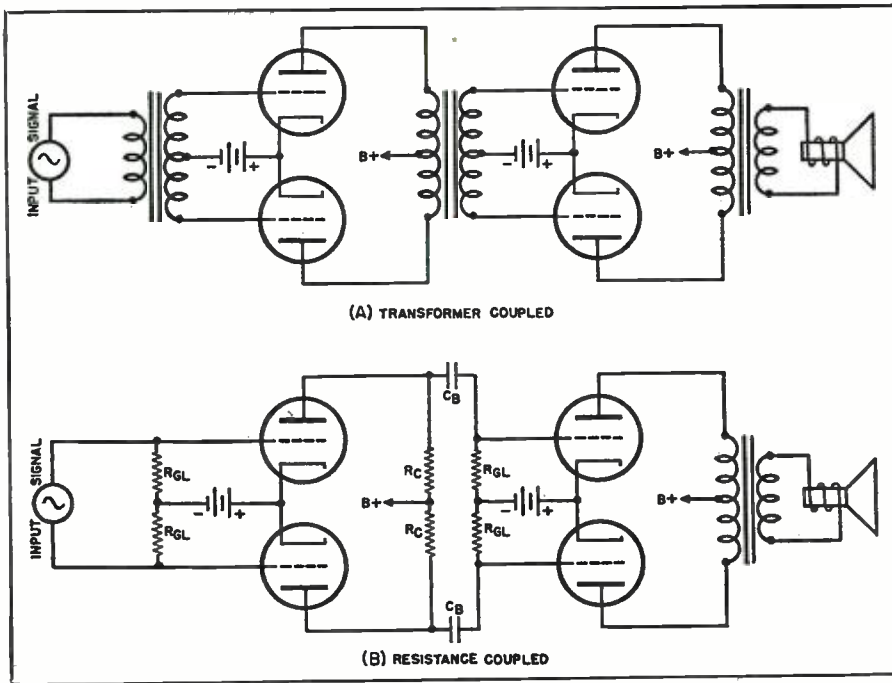 INPUT SIGNAL
- +
B+
- +
B+
(A) TRANSFORMER COUPLED
CB
INPUT SIGNAL
RGL
RGL
- +
RC
RC
B+
RGL
RGL
- +
B+
CB
(B) RESISTANCE COUPLED